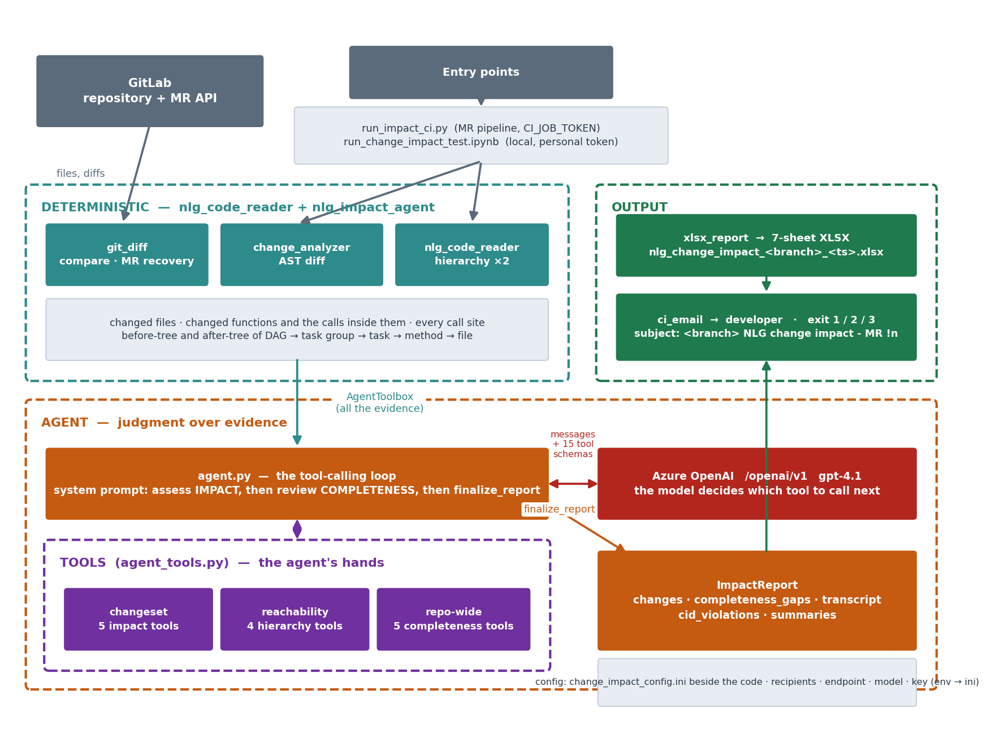 GitLab
repository + MR API
Entry points
run_impact_ci.py  (MR pipeline, CI_JOB_TOKEN)
run_change_impact_test.ipynb  (local, personal token)
files, diffs
DETERMINISTIC  —  nlg_code_reader + nlg_impact_agent
git_diff
compare · MR recovery
change_analyzer
AST diff
nlg_code_reader
hierarchy ×2
changed files · changed functions and the calls inside them · every call site
before-tree and after-tree of DAG → task group → task → method → file
OUTPUT
xlsx_report  →  7-sheet XLSX
nlg_change_impact_<branch>_<ts>.xlsx
ci_email  →  developer   ·   exit 1 / 2 / 3
subject: <branch> NLG change impact - MR !n
AgentToolbox
(all the evidence)
AGENT  —  judgment over evidence
agent.py  —  the tool-calling loop
system prompt: assess IMPACT, then review COMPLETENESS, then finalize_report
messages
+ 15 tool
schemas
Azure OpenAI   /openai/v1   gpt-4.1
the model decides which tool to call next
finalize_report
TOOLS  (agent_tools.py)  —  the agent's hands
changeset
5 impact tools
reachability
4 hierarchy tools
repo-wide
5 completeness tools
ImpactReport
changes · completeness_gaps · transcript
cid_violations · summaries
config: change_impact_config.ini beside the code · recipients · endpoint · model · key (env → ini)